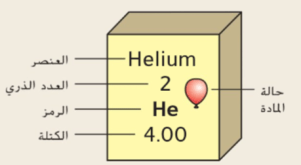 Helium
العنصر
2
العدد الذري
He
الرمز
4.00
الكتلة
حالة
المادة